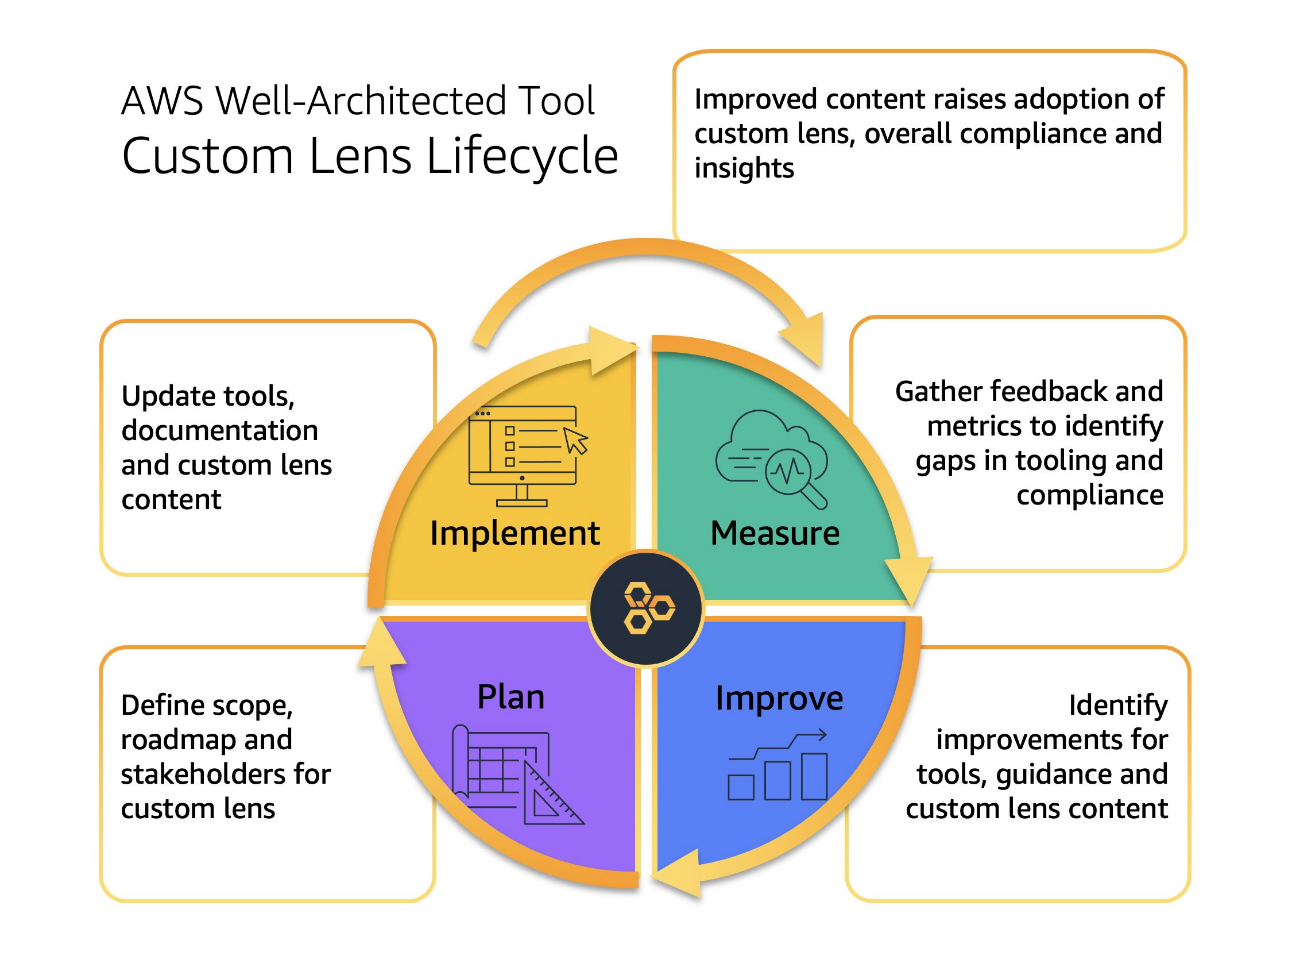 AWS Well-Architected Tool
Custom Lens Lifecycle
Improved content raises adoption of
custom lens, overall compliance and
insights
Update tools,
documentation
and custom lens
content
Implement
Measure
Gather feedback and
metrics to identify
gaps in tooling and
compliance
Define scope,
roadmap and
stakeholders for
custom lens
Plan
Improve
Identify
improvements for
tools, guidance and
custom lens content